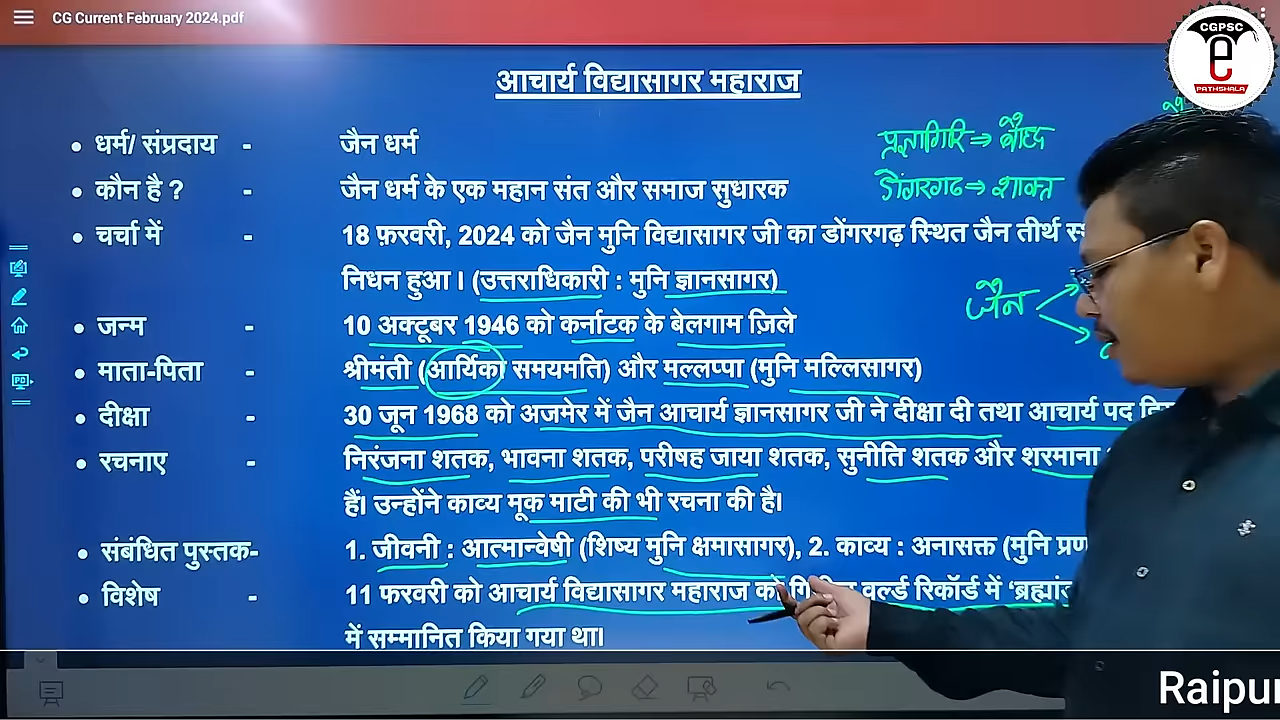 CG Current February 2024.pdf
CGPSC
e
PATHSHALA
आचार्य विद्यासागर महाराज
• धर्म/ संप्रदाय - जैन धर्म
प्रज्ञागिरि ⇒ बौद्ध
• कौन है ? - जैन धर्म के एक महान संत और समाज सुधारक
डोंगरगढ ⇒ शाक्त
• चर्चा में - 18 फ़रवरी, 2024 को जैन मुनि विद्यासागर जी का डोंगरगढ़ स्थित जैन तीर्थ
निधन हुआ । (उत्तराधिकारी : मुनि ज्ञानसागर)
जैन
• जन्म - 10 अक्टूबर 1946 को कर्नाटक के बेलगाम ज़िले
• माता-पिता - श्रीमंती (आर्यिका समयमति) और मल्लप्पा (मुनि मल्लिसागर)
• दीक्षा - 30 जून 1968 को अजमेर में जैन आचार्य ज्ञानसागर जी ने दीक्षा दी तथा आचार्य पद
• रचनाए - निरंजना शतक, भावना शतक, परीषह जाया शतक, सुनीति शतक और शरमाना
हैं। उन्होंने काव्य मूक माटी की भी रचना की है।
• संबंधित पुस्तक- 1. जीवनी : आत्मान्वेषी (शिष्य मुनि क्षमासागर), 2. काव्य : अनासक्त (मुनि
• विशेष - 11 फरवरी को आचार्य विद्यासागर महाराज को वर्ल्ड रिकॉर्ड में
में सम्मानित किया गया था।
Raipur